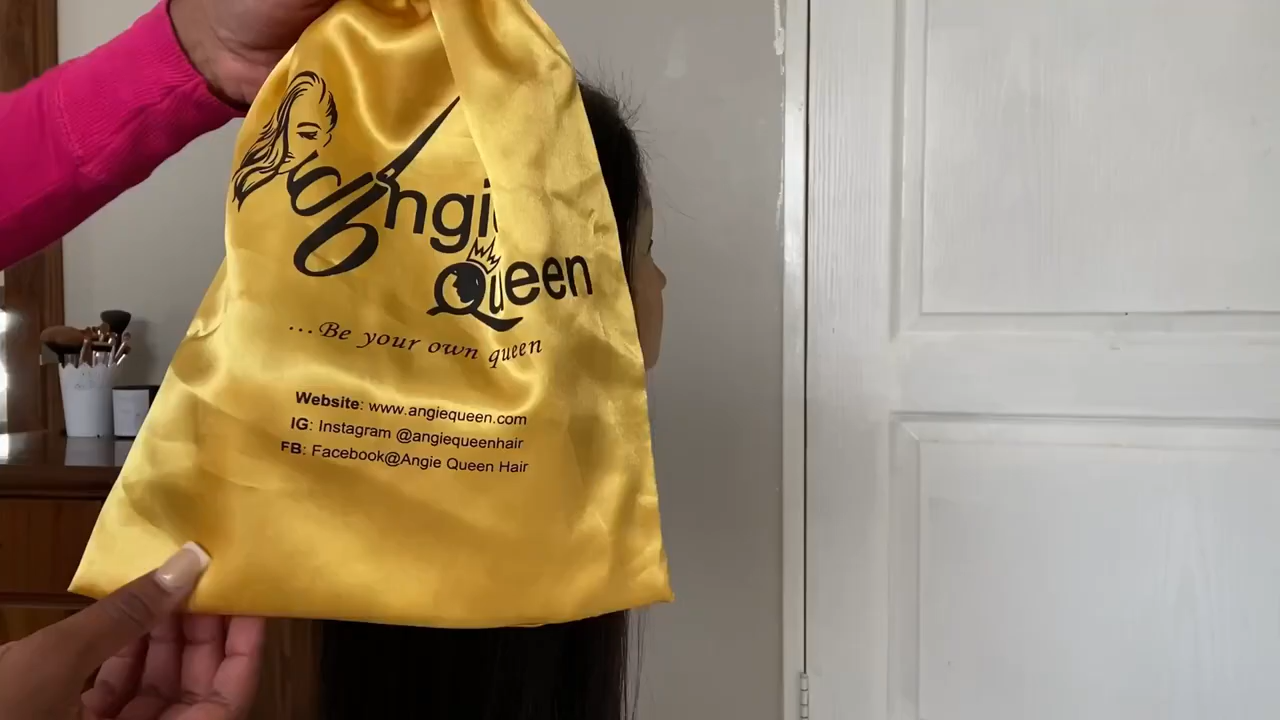 Angie
Queen
...Be your own queen
Website: www.angiequeen.com
IG: Instagram @angiequeenhair
FB: Facebook@Angie Queen Hair